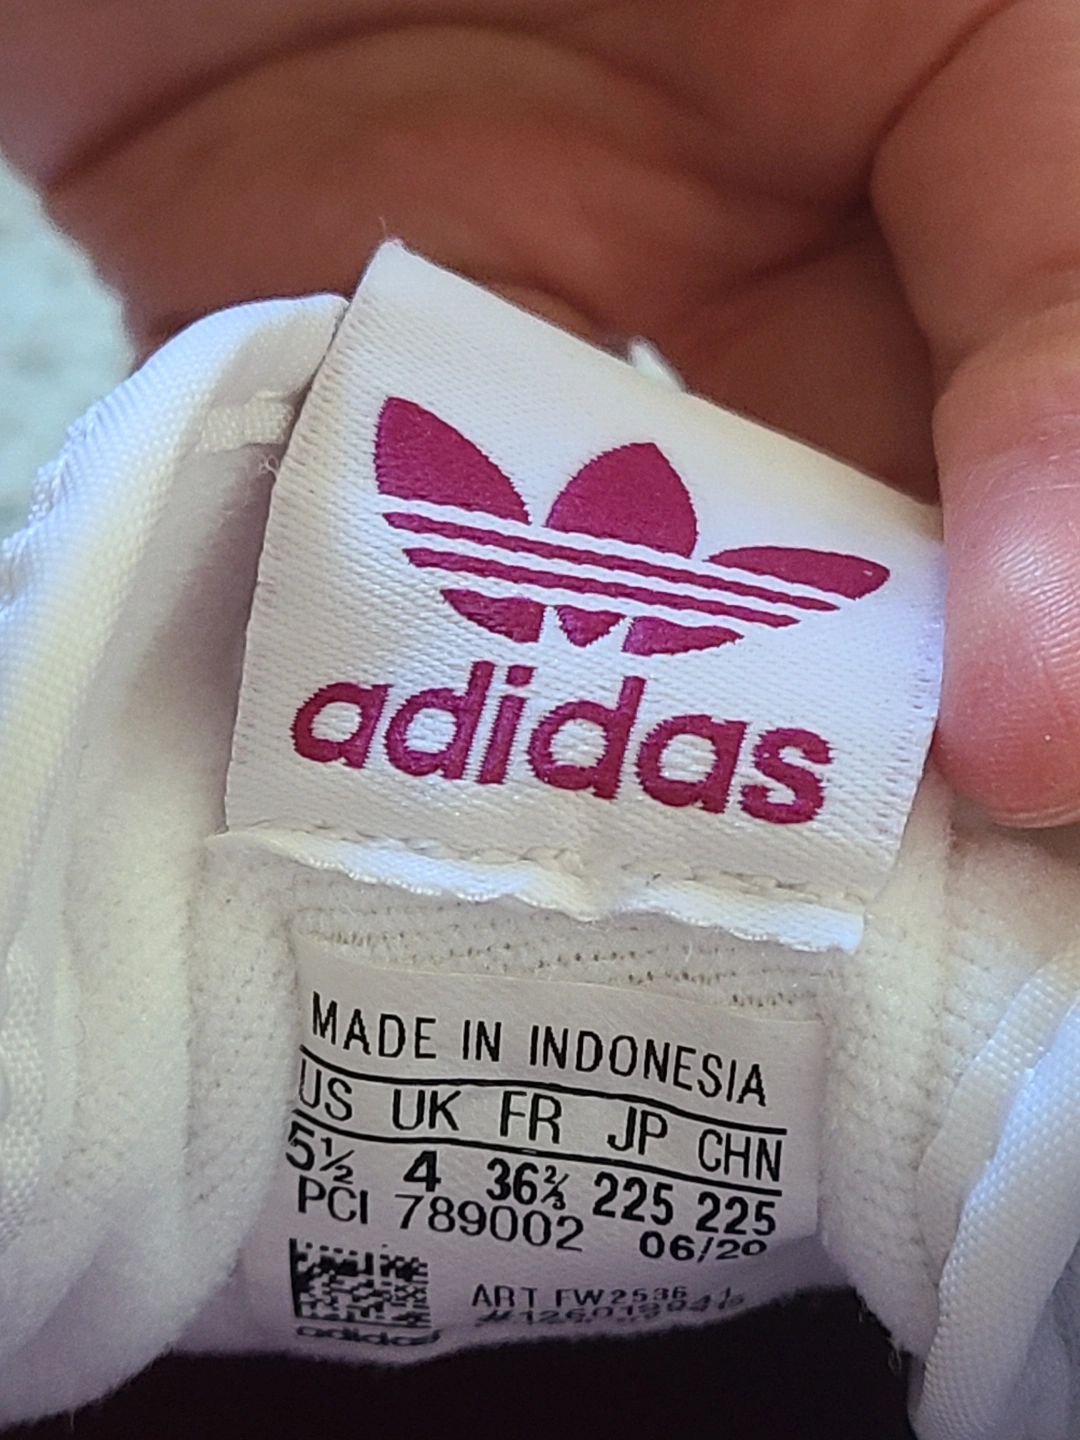 adidas
MADE IN INDONESIA
US UK FR JP CHN
5½ 4 36⅔ 225 225
PCI 789002 06/20
ART FW2536
adidas